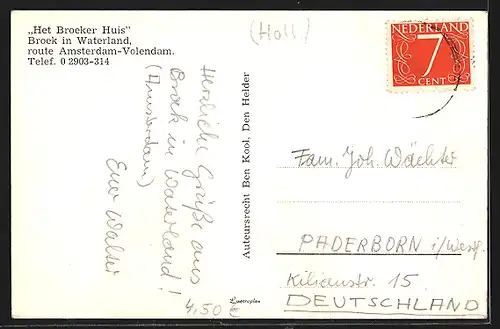 „Het Broeker Huis"
Broek in Waterland,
route Amsterdam-Volendam.
Telef. 0 2903-314
(Holl)
NEDERLAND
7
CENT
Herzliche Grüße aus
Broek in Waterland!
(Amsterdam)
Euer Walter
4,50 €
Auteursrecht Ben Kool, Den Helder
Fam. Joh. Wächter
PADERBORN i/Westf.
Kilianstr. 15
DEUTSCHLAND